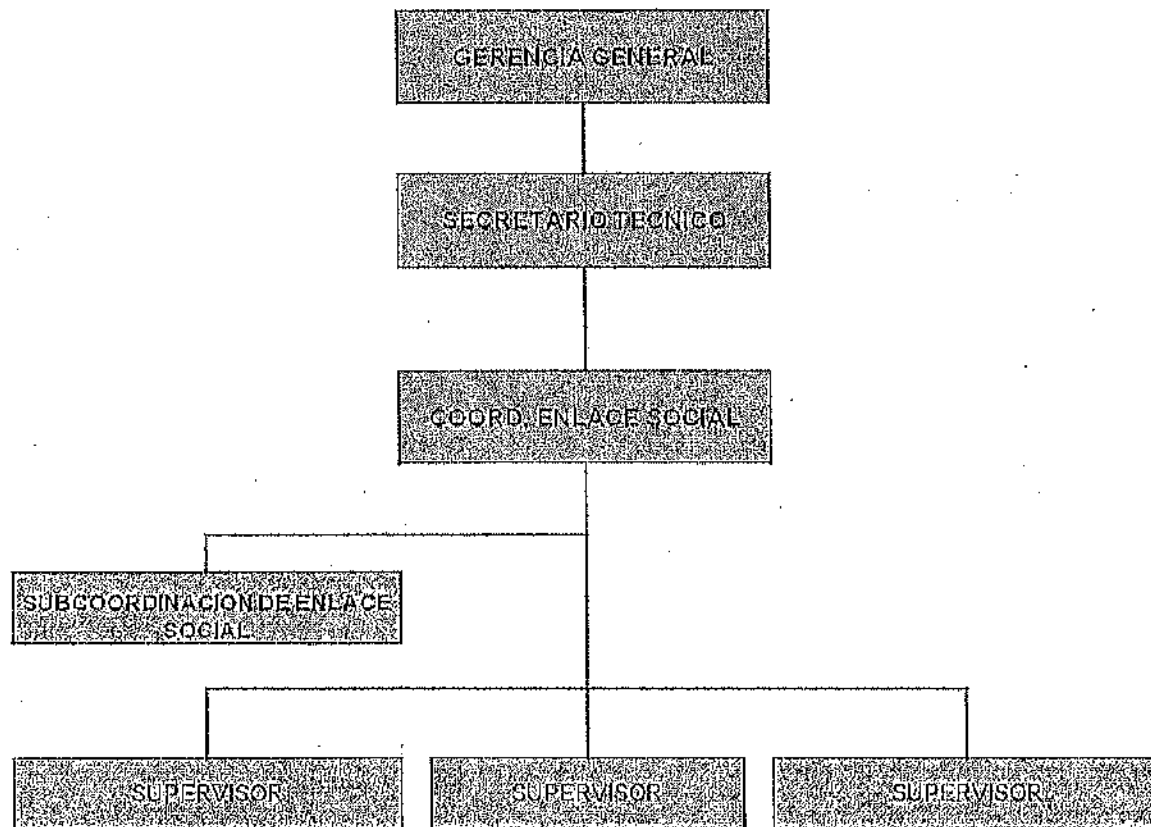 GERENCIA GENERAL
SECRETARIO TECNICO
COORD. ENLACE SOCIAL
SUBCOORDINACION DE ENLACE
SOCIAL
SUPERVISOR
SUPERVISOR
SUPERVISOR